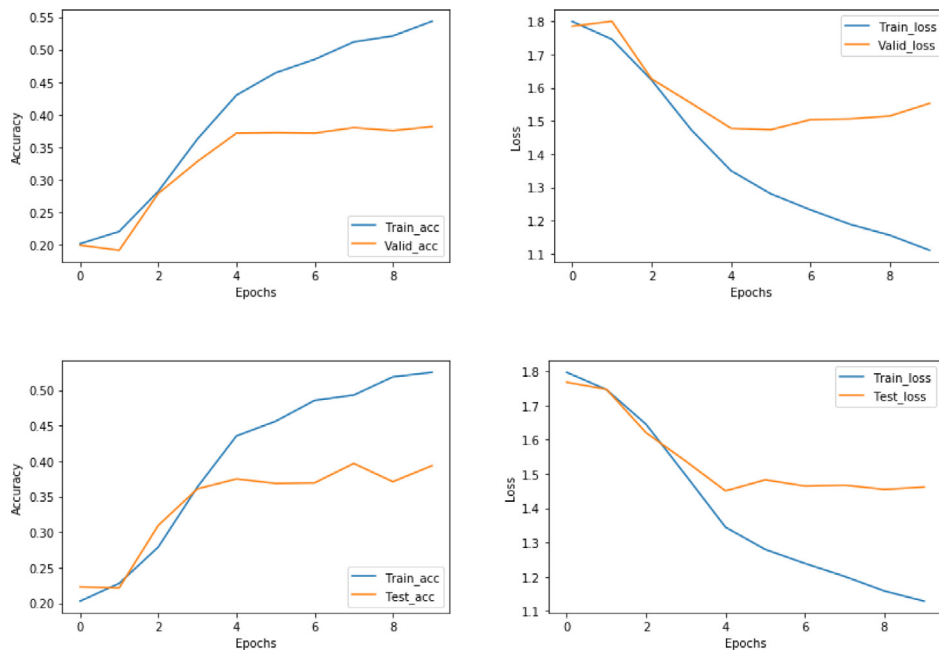 0.55
0.50
0.45
0.40
0.35
0.30
0.25
0.20
Accuracy
Train_acc
Valid_acc
0 2 4 6 8
Epochs
1.8
1.7
1.6
1.5
1.4
1.3
1.2
1.1
Loss
Train_loss
Valid_loss
0 2 4 6 8
Epochs
0.50
0.45
0.40
0.35
0.30
0.25
0.20
Accuracy
Train_acc
Test_acc
0 2 4 6 8
Epochs
1.8
1.7
1.6
1.5
1.4
1.3
1.2
1.1
Loss
Train_loss
Test_loss
0 2 4 6 8
Epochs